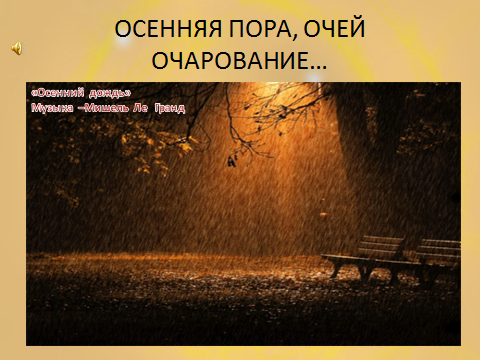 ОСЕННЯЯ ПОРА, ОЧЕЙ
ОЧАРОВАНИЕ…
«Осенний дождь»
Музыка –Мишель Ле Гранд